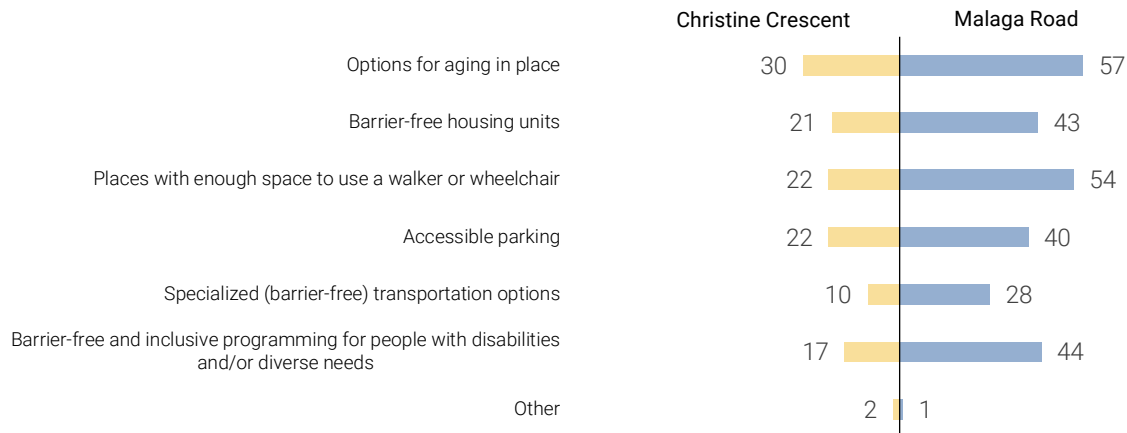 Christine Crescent Malaga Road
Options for aging in place 30 57
Barrier-free housing units 21 43
Places with enough space to use a walker or wheelchair 22 54
Accessible parking 22 40
Specialized (barrier-free) transportation options 10 28
Barrier-free and inclusive programming for people with disabilities
and/or diverse needs 17 44
Other 2 1